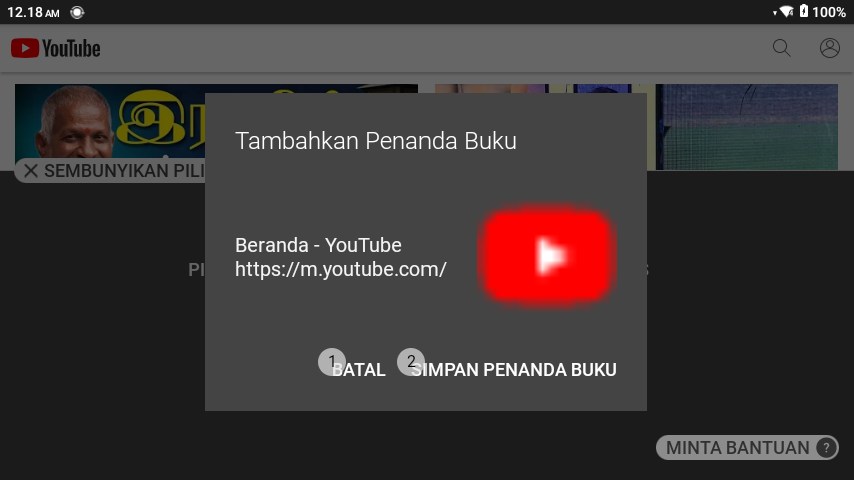 12.18 AM
100%
YouTube
SEMBUNYIKAN PILI
Tambahkan Penanda Buku
Beranda - YouTube
https://m.youtube.com/
PI
S
1 BATAL
2 SIMPAN PENANDA BUKU
MINTA BANTUAN ?